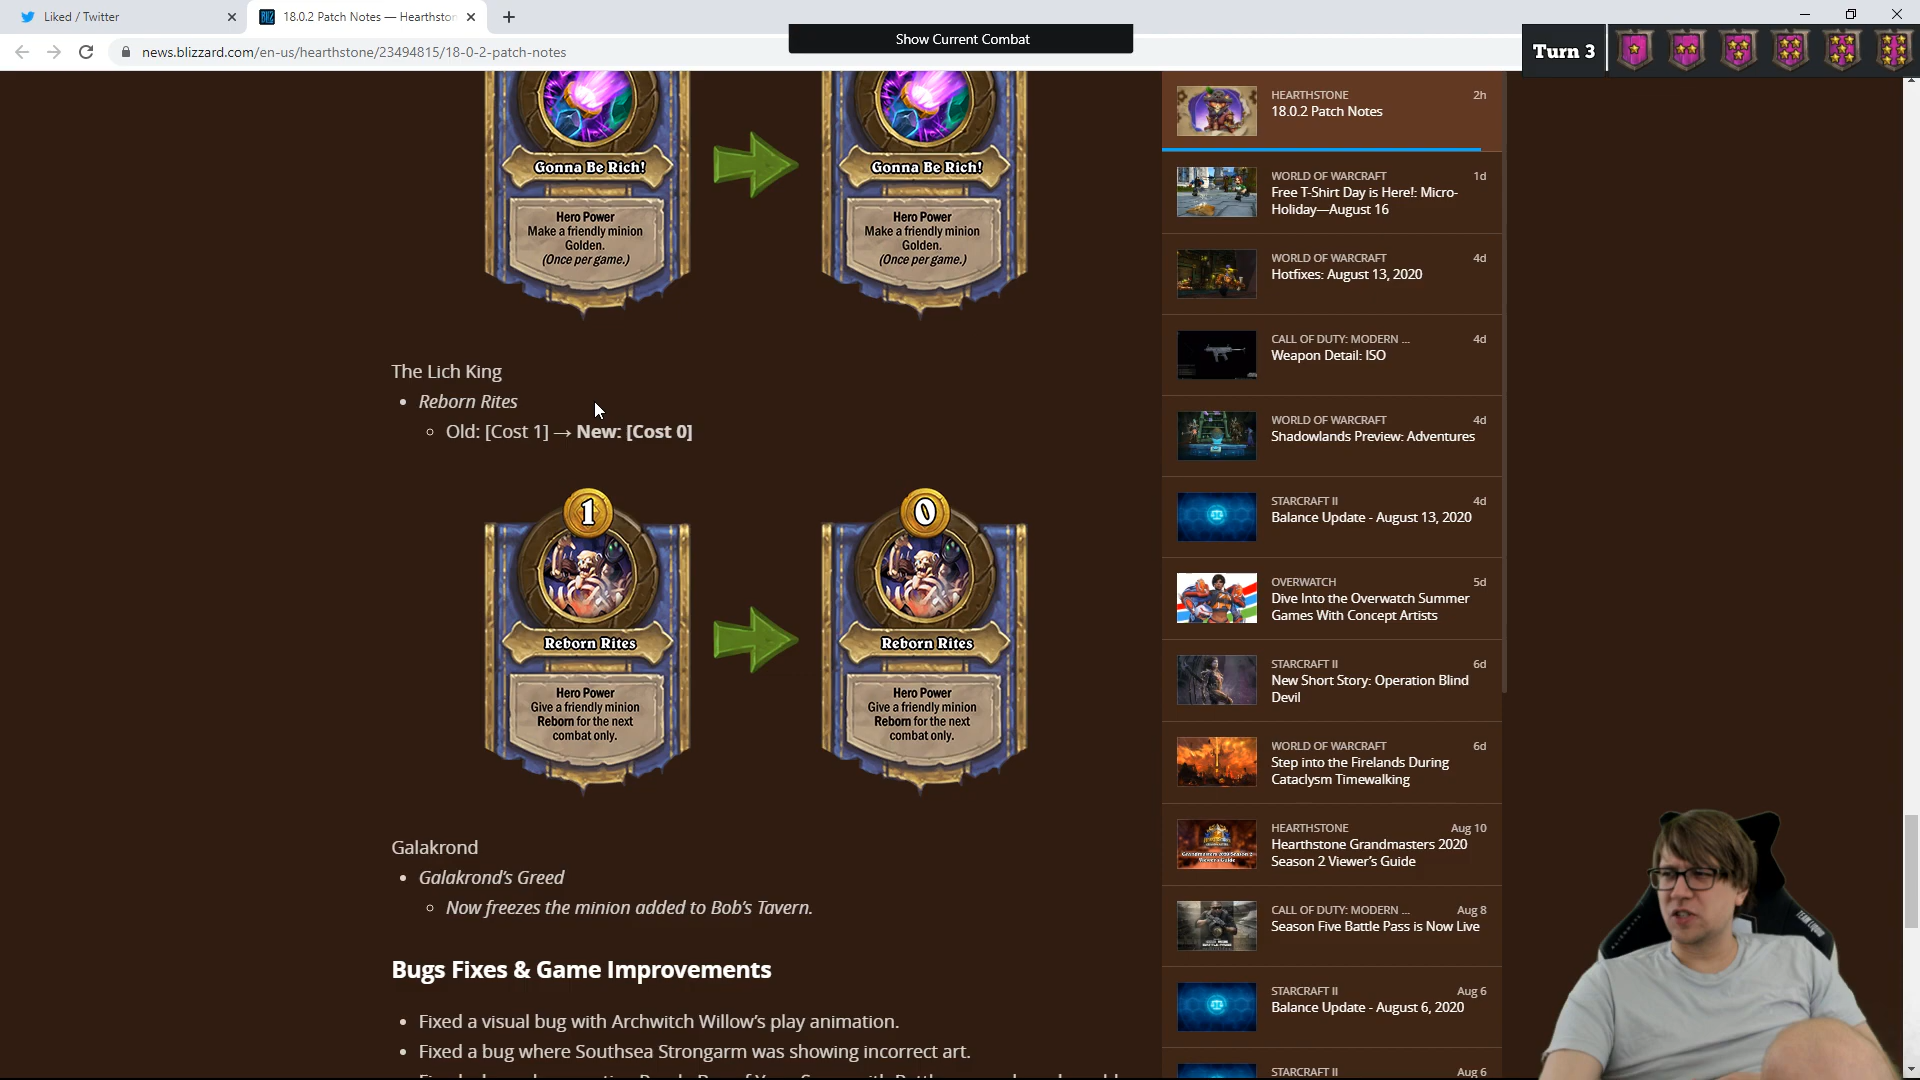 Liked / Twitter
18.0.2 Patch Notes — Hearthston
news.blizzard.com/en-us/hearthstone/23494815/18-0-2-patch-notes
Show Current Combat
Turn 3
Gonna Be Rich!
Hero Power
Make a friendly minion
Golden.
(Once per game.)
Gonna Be Rich!
Hero Power
Make a friendly minion
Golden.
(Once per game.)
The Lich King
Reborn Rites
Old: [Cost 1] → New: [Cost 0]
1
Reborn Rites
Hero Power
Give a friendly minion
Reborn for the next
combat only.
0
Reborn Rites
Hero Power
Give a friendly minion
Reborn for the next
combat only.
Galakrond
Galakrond's Greed
Now freezes the minion added to Bob's Tavern.
Bugs Fixes & Game Improvements
Fixed a visual bug with Archwitch Willow's play animation.
Fixed a bug where Southsea Strongarm was showing incorrect art.
HEARTHSTONE 2h
18.0.2 Patch Notes
WORLD OF WARCRAFT 1d
Free T-Shirt Day is Here!: Micro-
Holiday—August 16
WORLD OF WARCRAFT 4d
Hotfixes: August 13, 2020
CALL OF DUTY: MODERN ... 4d
Weapon Detail: ISO
WORLD OF WARCRAFT 4d
Shadowlands Preview: Adventures
STARCRAFT II 4d
Balance Update - August 13, 2020
OVERWATCH 5d
Dive Into the Overwatch Summer
Games With Concept Artists
STARCRAFT II 6d
New Short Story: Operation Blind
Devil
WORLD OF WARCRAFT 6d
Step into the Firelands During
Cataclysm Timewalking
HEARTHSTONE Aug 10
Hearthstone Grandmasters 2020
Season 2 Viewer's Guide
CALL OF DUTY: MODERN ... Aug 8
Season Five Battle Pass is Now Live
STARCRAFT II Aug 6
Balance Update - August 6, 2020
STARCRAFT II Aug 6